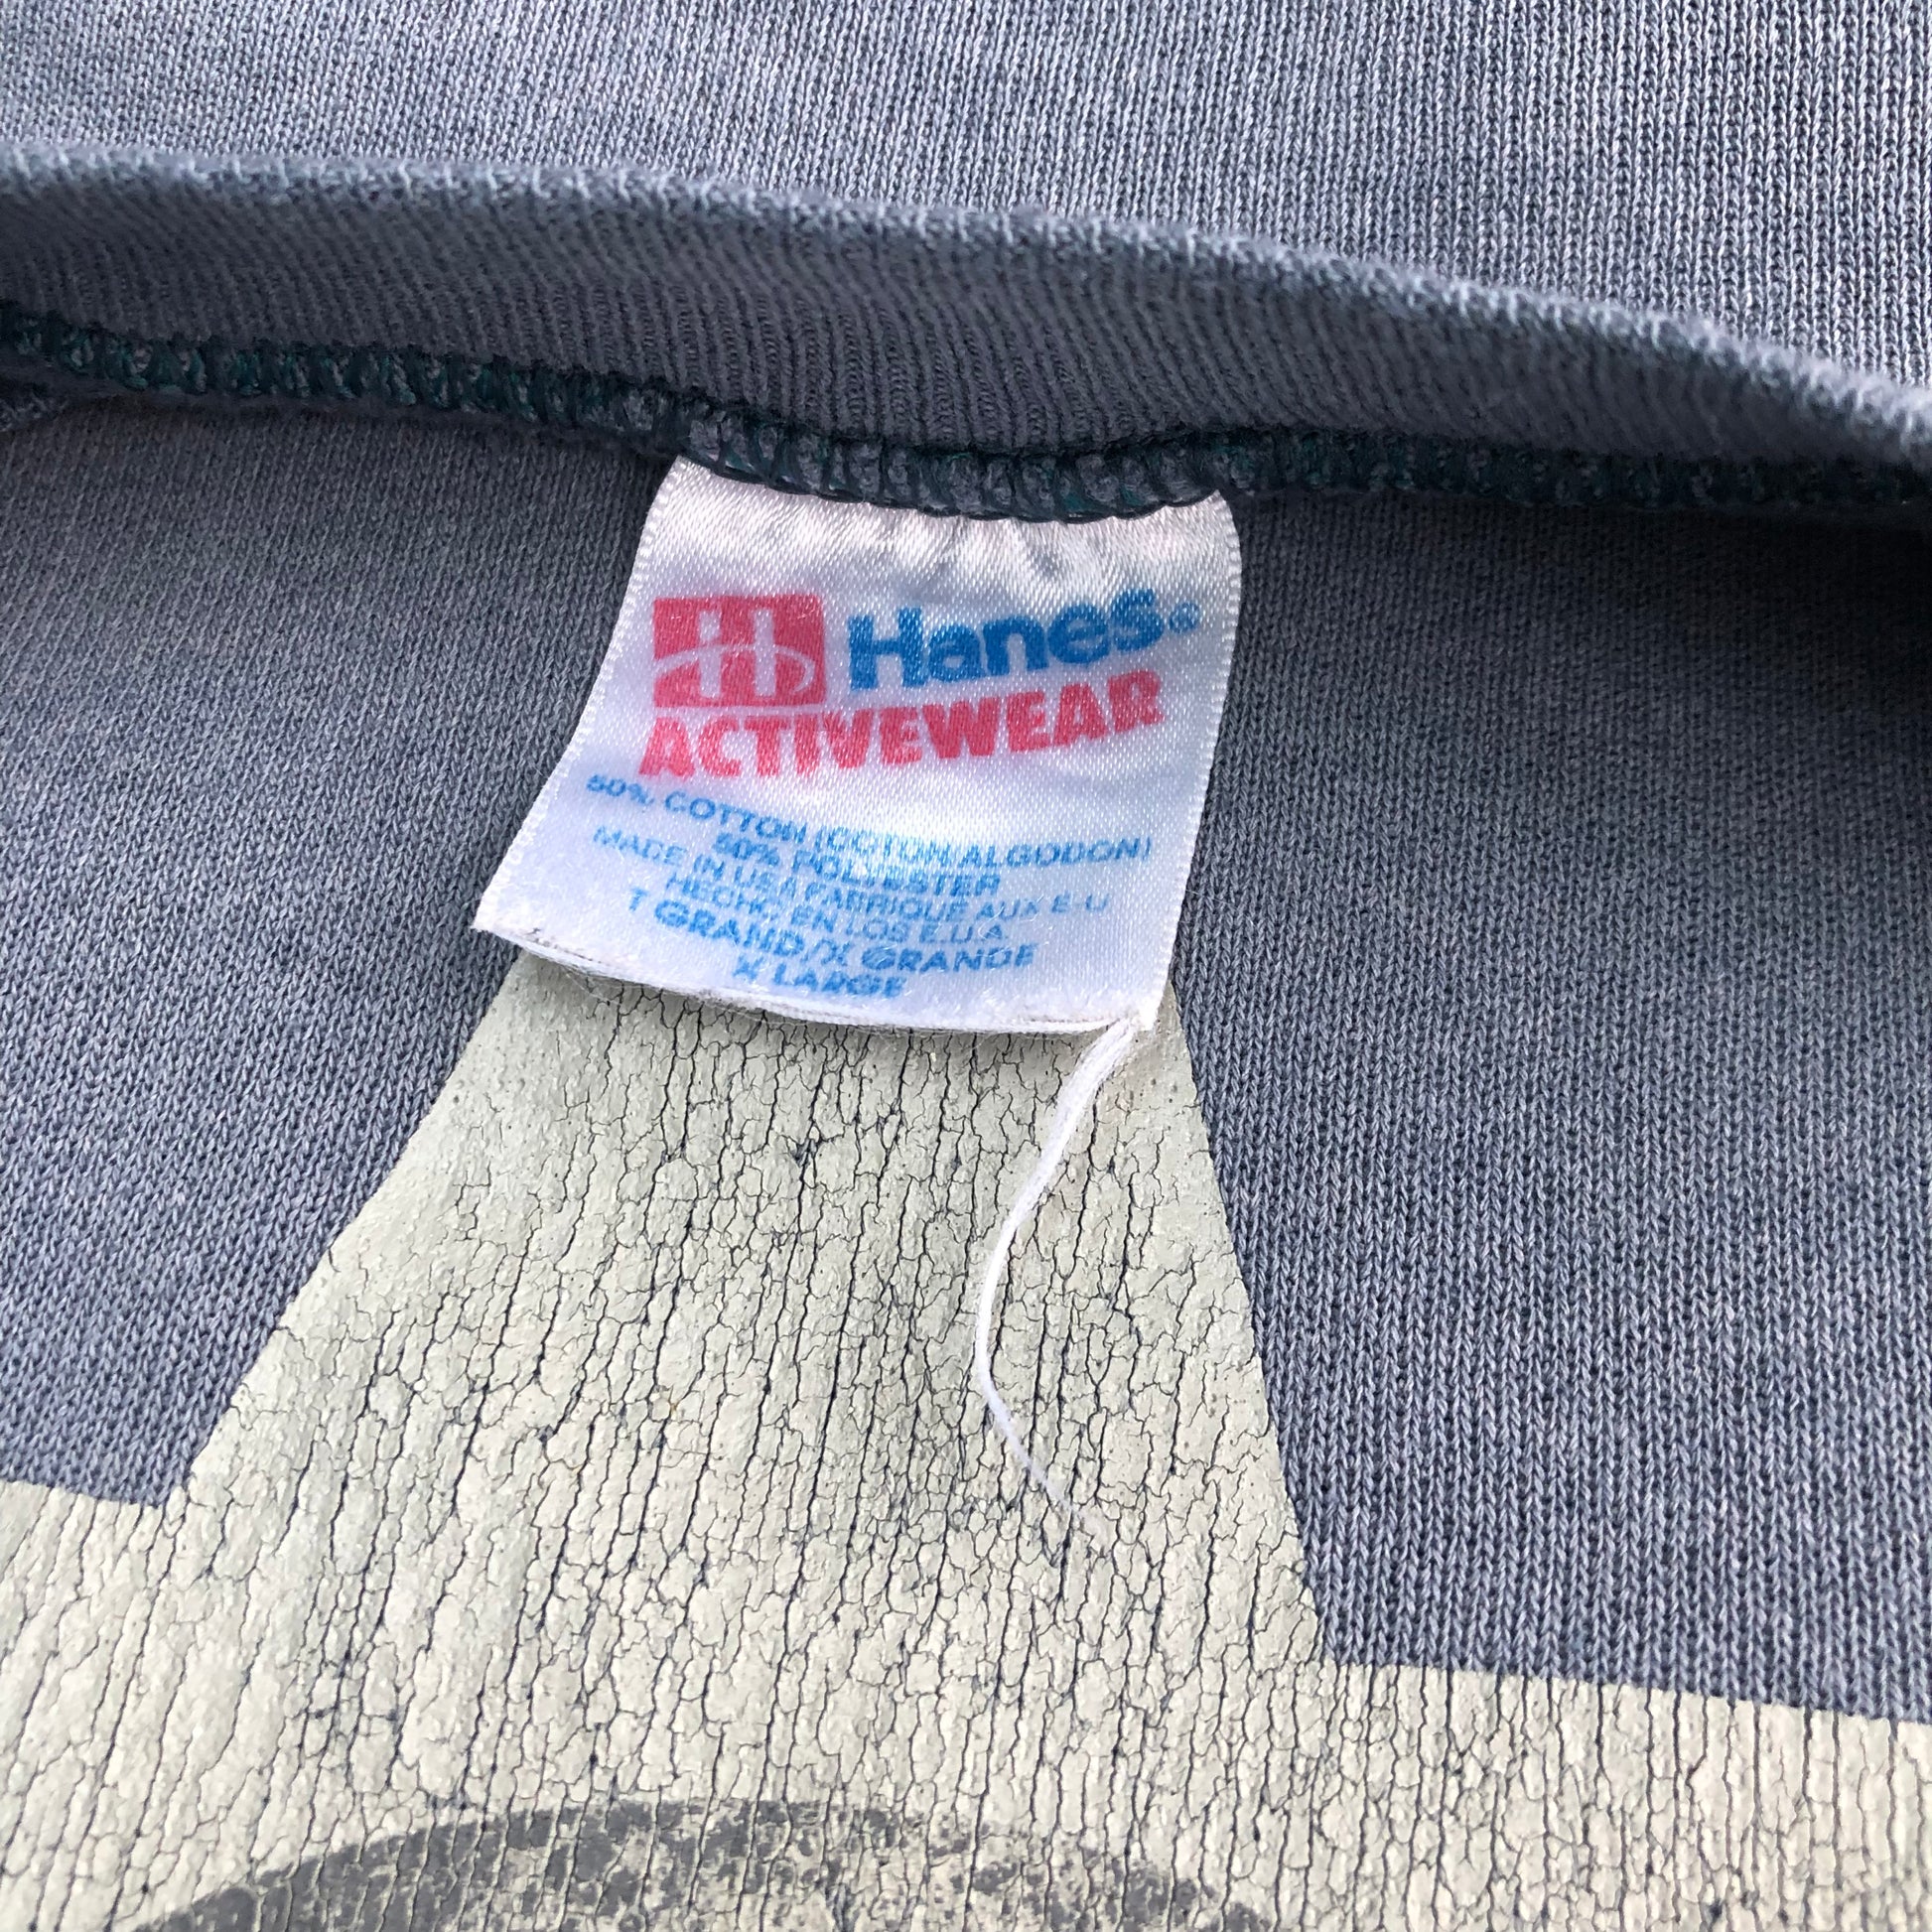 H Hanes®
ACTIVEWEAR
50% COTTON (COTON ALGODON)
50% POLYESTER
MADE IN USA FABRIQUE AUX E-U
HECHO EN LOS E.U.A.
T GRAND/X GRANDE
X LARGE